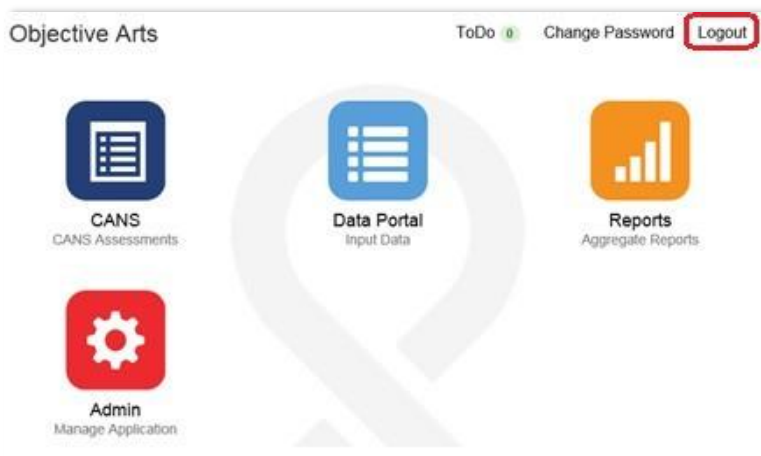 Objective Arts ToDo 0 Change Password Logout
CANS
CANS Assessments
Data Portal
Input Data
Reports
Aggregate Reports
Admin
Manage Application